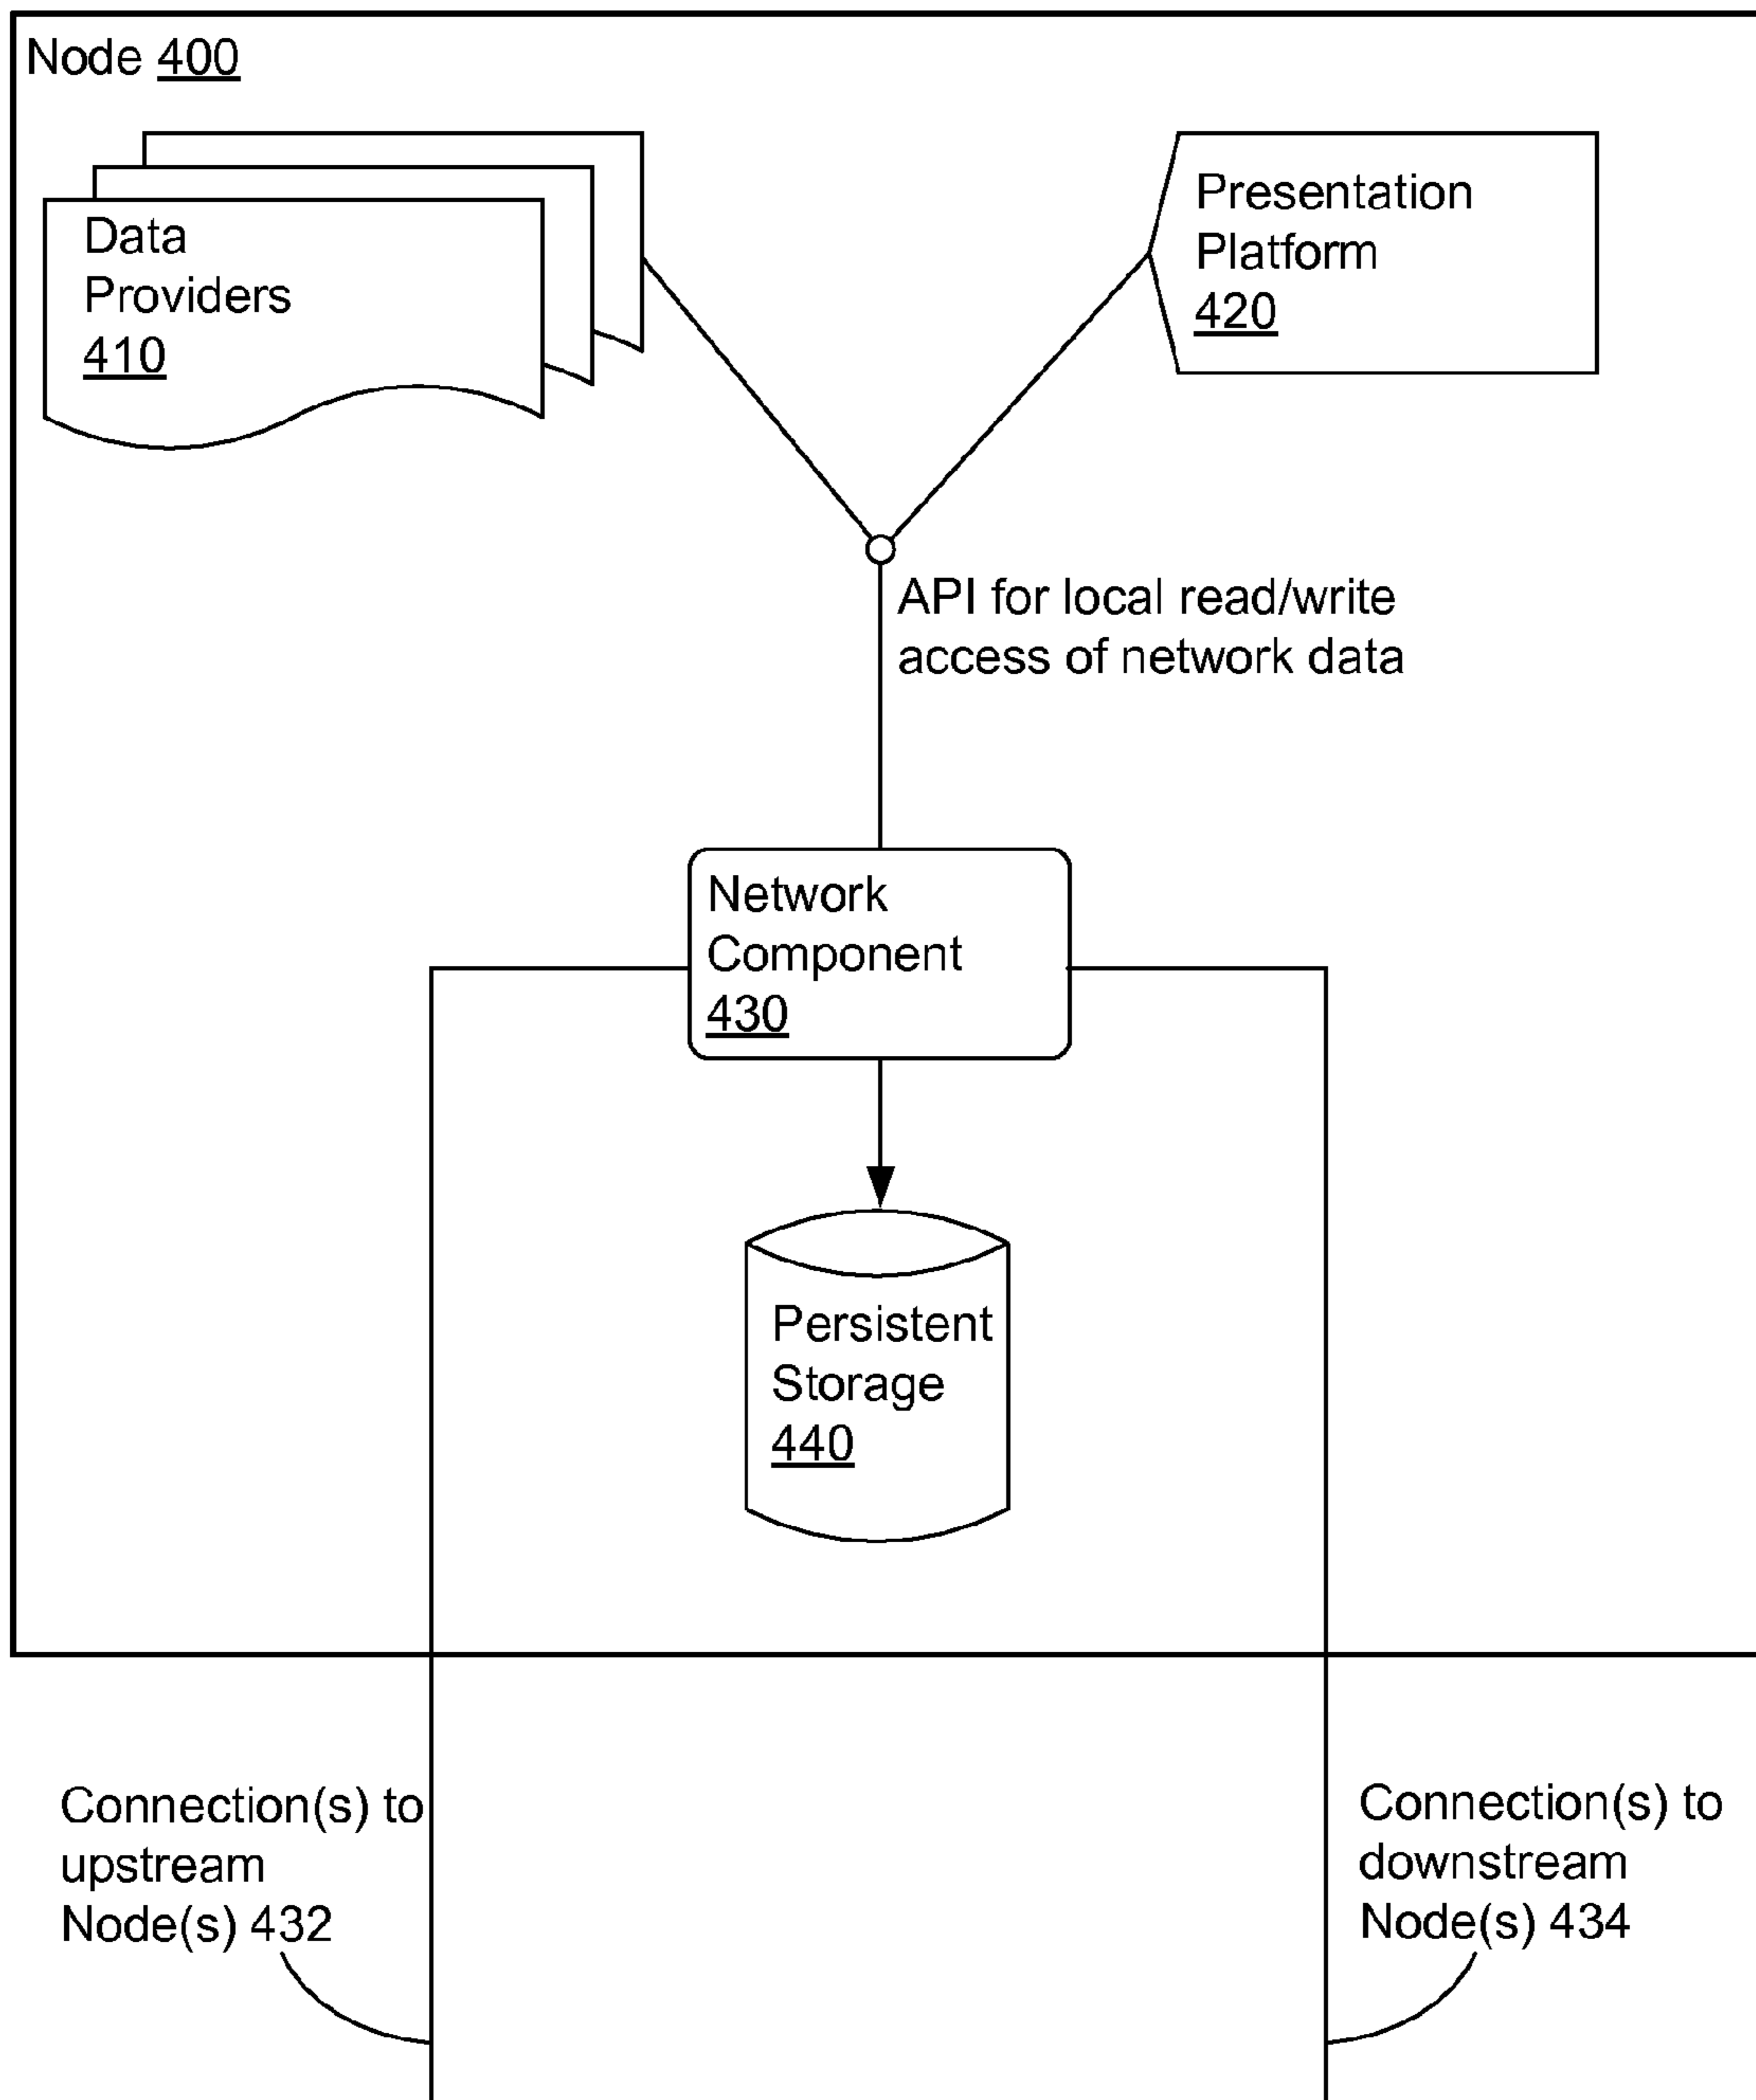 Node 400
Data
Providers
410
Presentation
Platform
420
API for local read/write
access of network data
Network
Component
430
Persistent
Storage
440
Connection(s) to
upstream
Node(s) 432
Connection(s) to
downstream
Node(s) 434